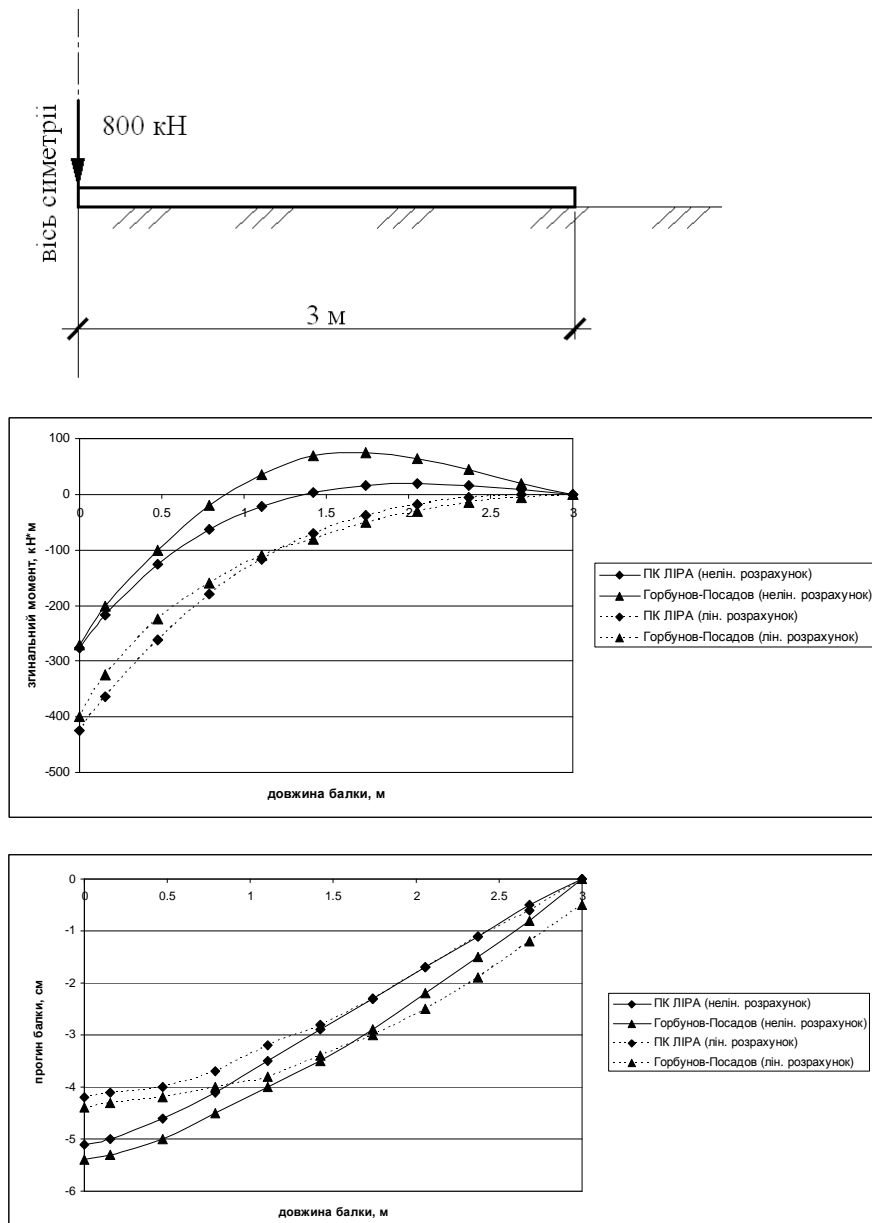 вісь симетріі
800 кН
3 м
100
0
-100
-200
-300
-400
-500
0
0.5
1
1.5
2
2.5
3
згинальний момент, кН*м
довжина балки, м
ПК ЛІРА (нелін. розрахунок)
Горбунов-Посадов (нелін. розрахунок)
ПК ЛІРА (лін. розрахунок)
Горбунов-Посадов (лін. розрахунок)
0
-1
-2
-3
-4
-5
-6
0
0.5
1
1.5
2
2.5
3
прогин балки, см
довжина балки, м
ПК ЛІРА (нелін. розрахунок)
Горбунов-Посадов (нелін. розрахунок)
ПК ЛІРА (лін. розрахунок)
Горбунов-Посадов (лін. розрахунок)